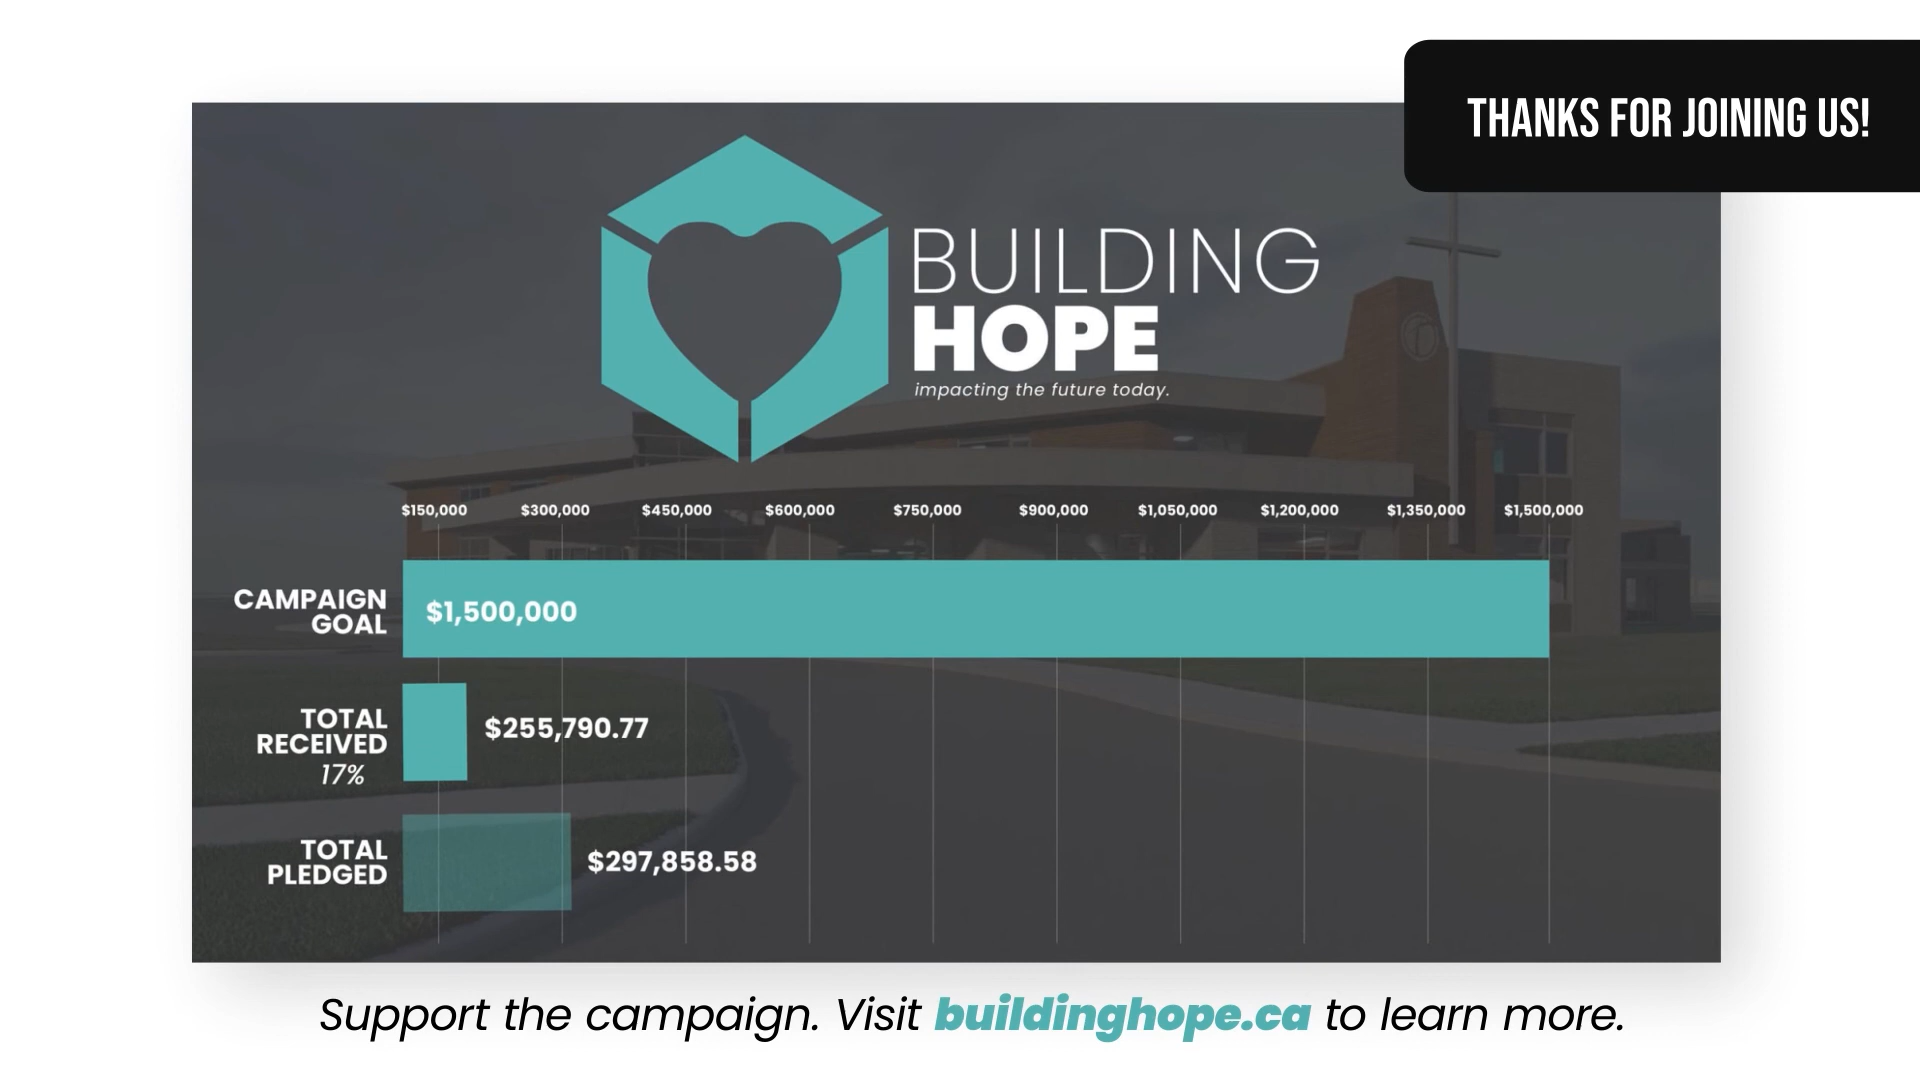 THANKS FOR JOINING US!
BUILDING
HOPE
impacting the future today.
$150,000 $300,000 $450,000 $600,000 $750,000 $900,000 $1,050,000 $1,200,000 $1,350,000 $1,500,000
CAMPAIGN
GOAL
$1,500,000
TOTAL
RECEIVED
17%
$255,790.77
TOTAL
PLEDGED
$297,858.58
Support the campaign. Visit buildinghope.ca to learn more.